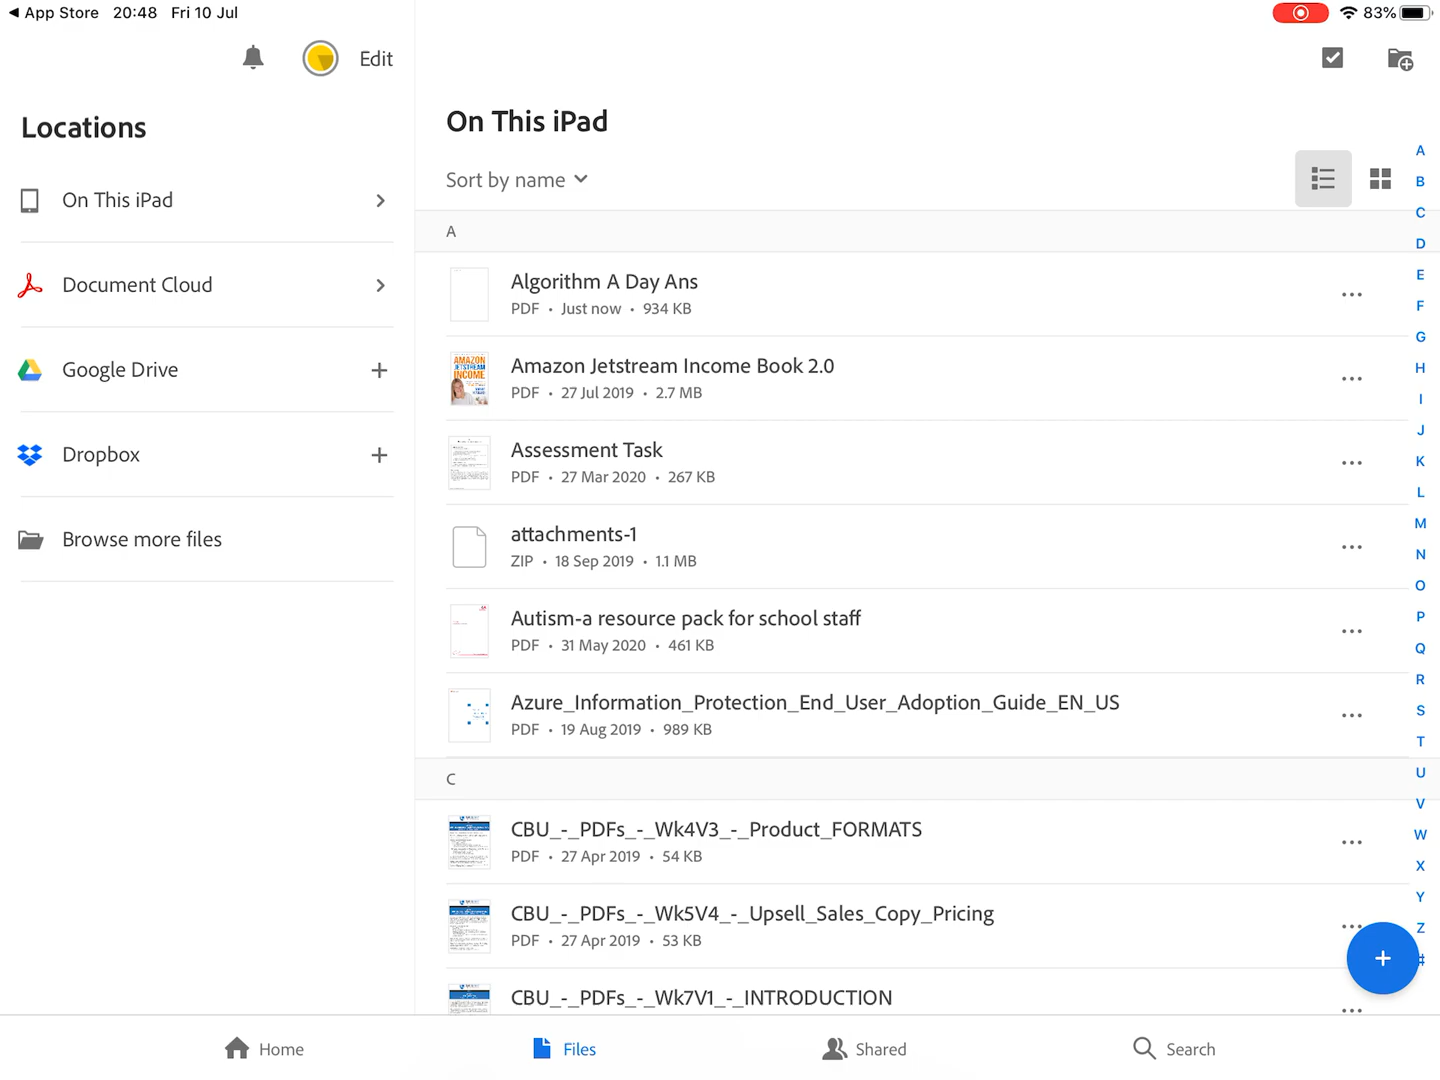 App Store 20:48 Fri 10 Jul
83%
Edit
Locations
On This iPad
Document Cloud
Google Drive
Dropbox
Browse more files
On This iPad
Sort by name
A
Algorithm A Day Ans
PDF • Just now • 934 KB
Amazon Jetstream Income Book 2.0
PDF • 27 Jul 2019 • 2.7 MB
AMAZON
JETSTREAM
INCOME
Assessment Task
PDF • 27 Mar 2020 • 267 KB
attachments-1
ZIP • 18 Sep 2019 • 1.1 MB
Autism-a resource pack for school staff
PDF • 31 May 2020 • 461 KB
Azure_Information_Protection_End_User_Adoption_Guide_EN_US
PDF • 19 Aug 2019 • 989 KB
C
CBU_-_PDFs_-_Wk4V3_-_Product_FORMATS
PDF • 27 Apr 2019 • 54 KB
CBU_-_PDFs_-_Wk5V4_-_Upsell_Sales_Copy_Pricing
PDF • 27 Apr 2019 • 53 KB
CBU_-_PDFs_-_Wk7V1_-_INTRODUCTION
A
B
C
D
E
F
G
H
I
J
K
L
M
N
O
P
Q
R
S
T
U
V
W
X
Y
Z
#
Home
Files
Shared
Search